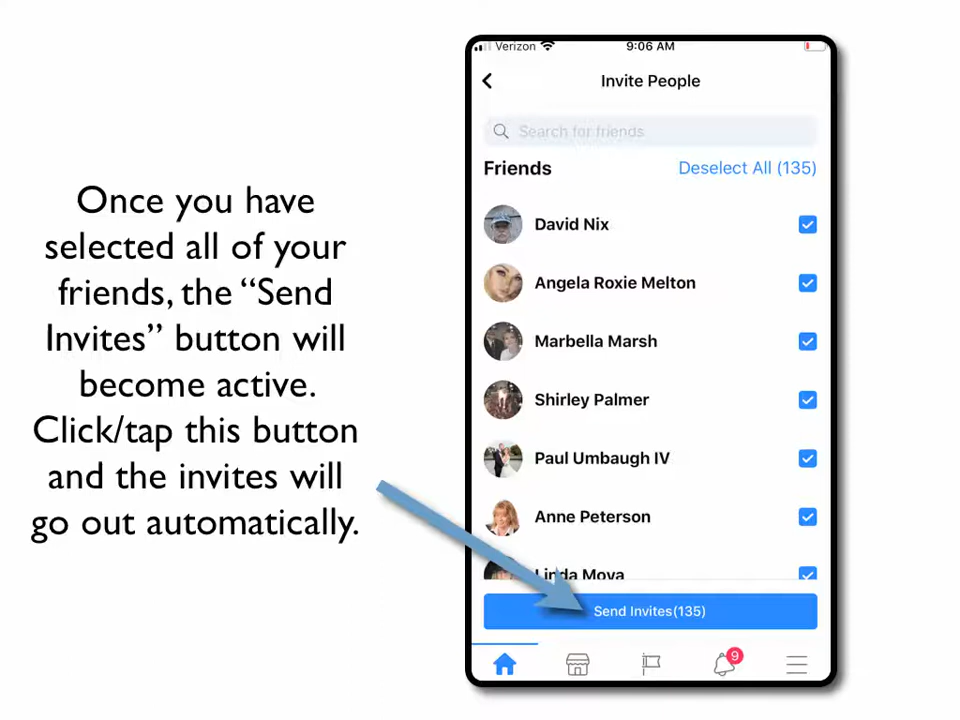 Once you have
selected all of your
friends, the “Send
Invites” button will
become active.
Click/tap this button
and the invites will
go out automatically.
Verizon
9:06 AM
Invite People
Search for friends
Friends
Deselect All (135)
David Nix
Angela Roxie Melton
Marbella Marsh
Shirley Palmer
Paul Umbaugh IV
Anne Peterson
Linda Moya
Send Invites(135)
9